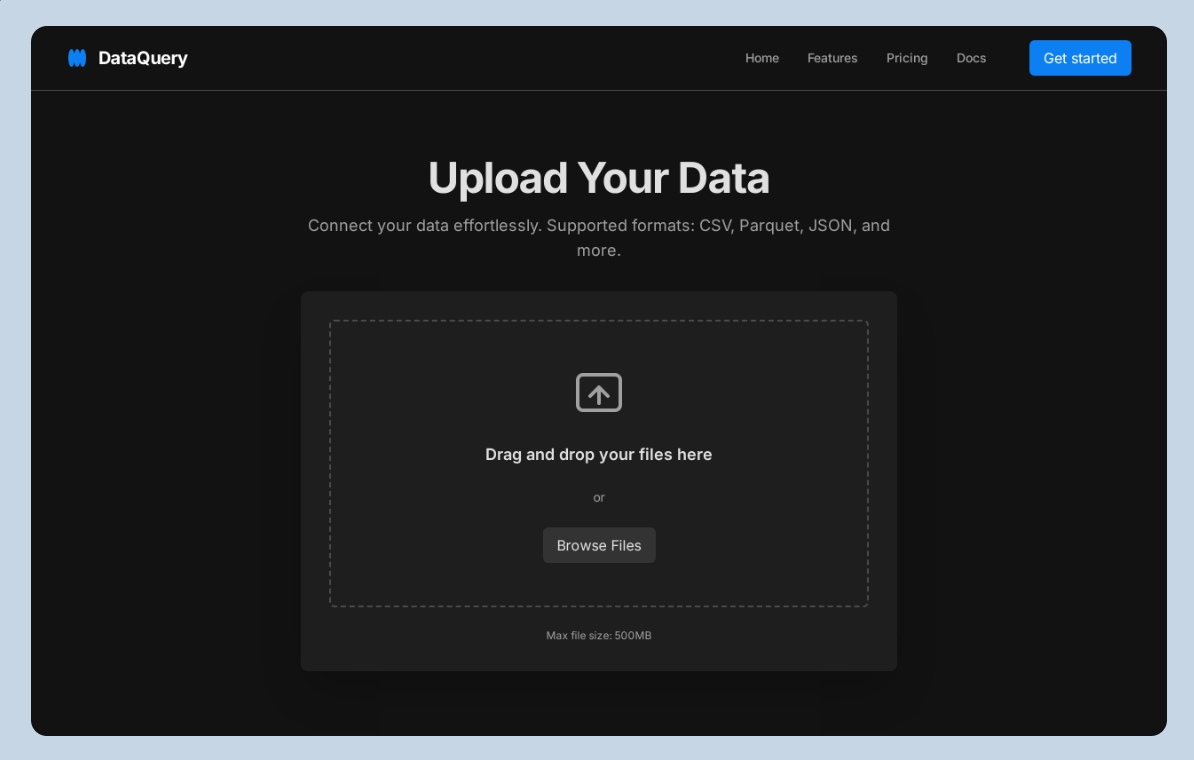 DataQuery
Home
Features
Pricing
Docs
Get started
Upload Your Data
Connect your data effortlessly. Supported formats: CSV, Parquet, JSON, and
more.
Drag and drop your files here
or
Browse Files
Max file size: 500MB